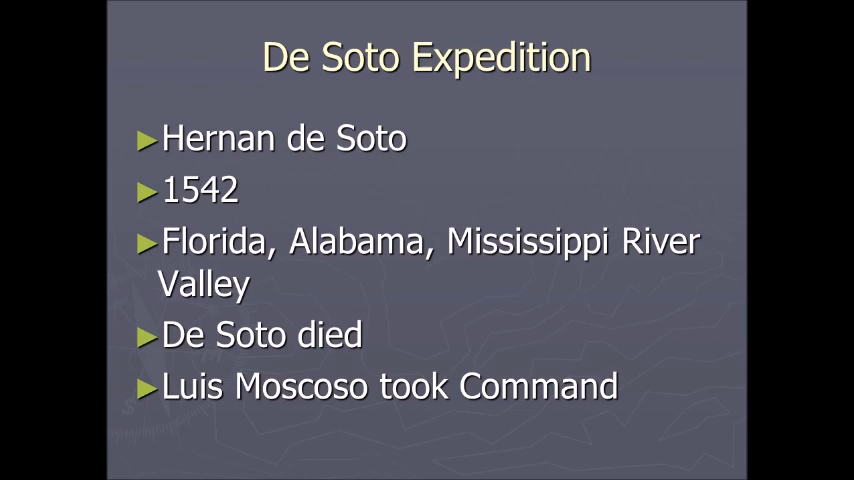 De Soto Expedition
►Hernan de Soto
►1542
►Florida, Alabama, Mississippi River
Valley
►De Soto died
►Luis Moscoso took Command